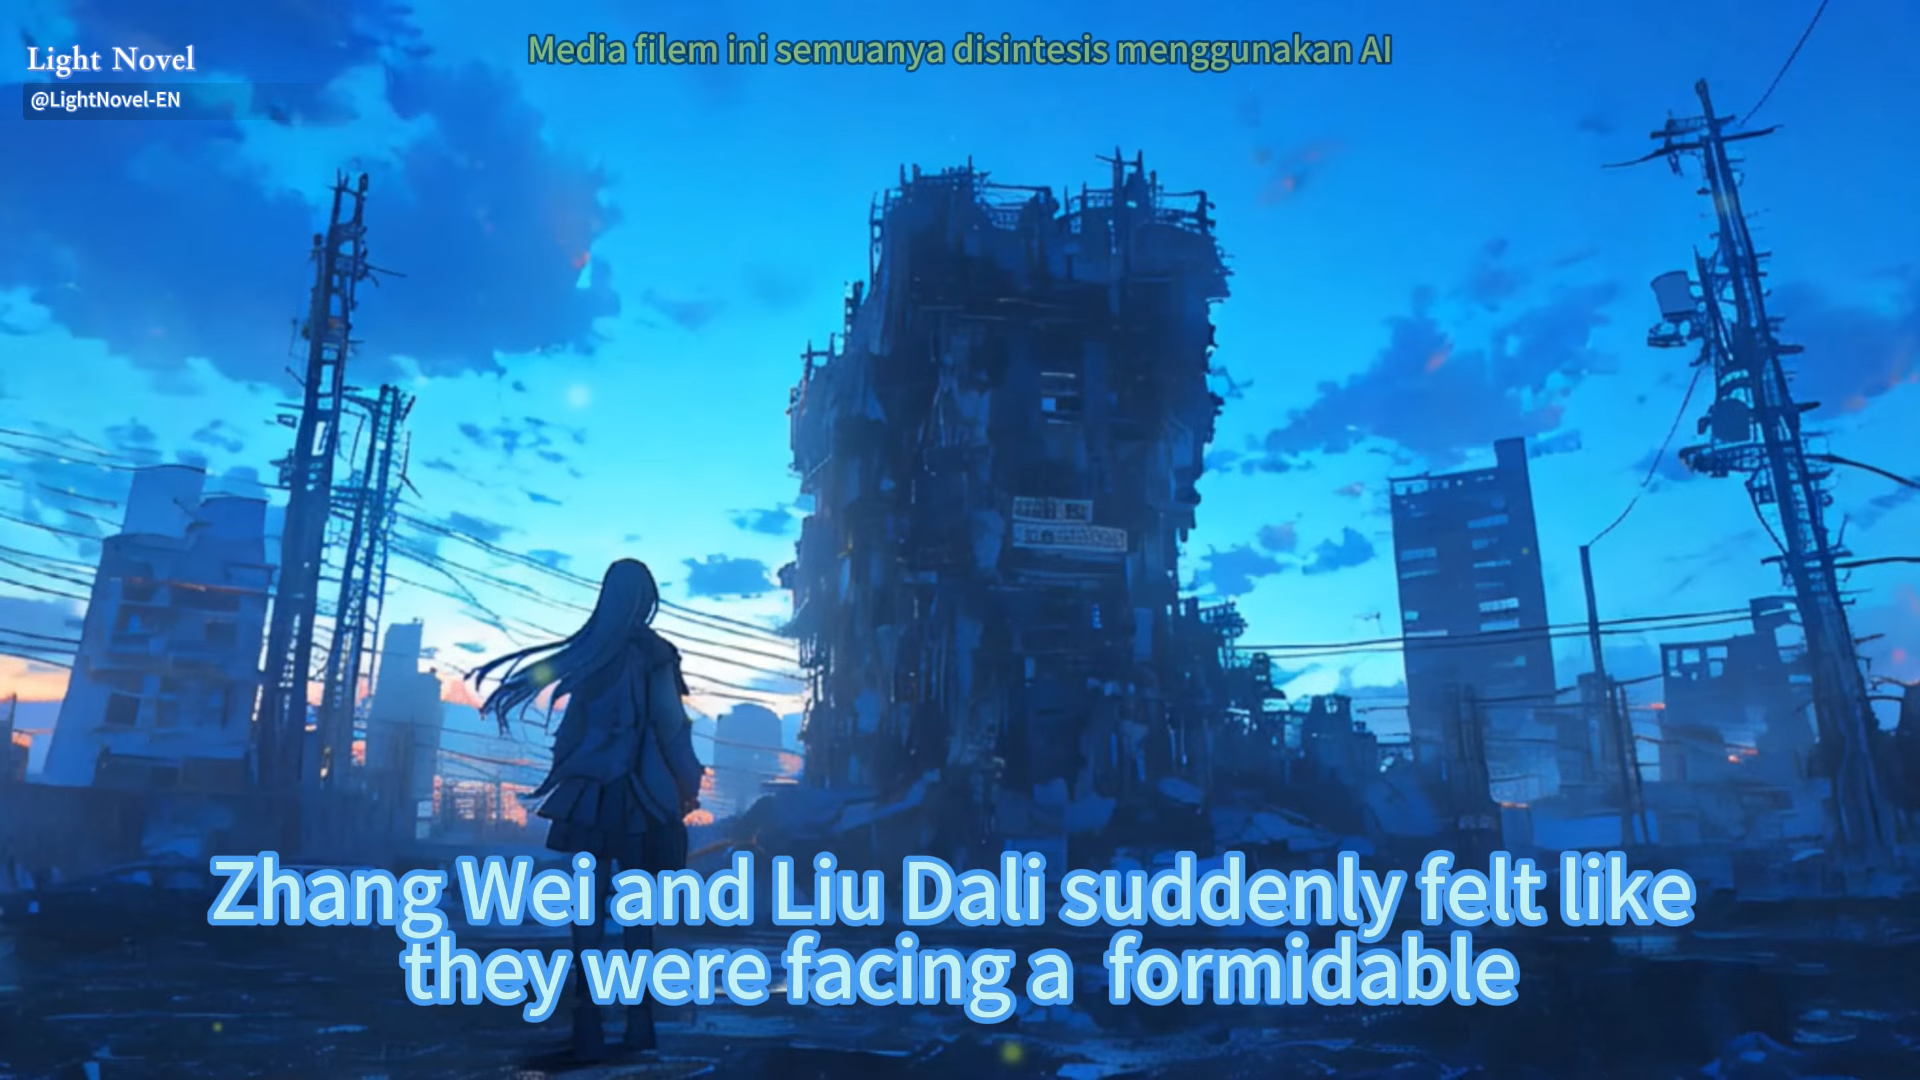 Light Novel
@LightNovel-EN
Media filem ini semuanya disintesis menggunakan AI
Zhang Wei and Liu Dali suddenly felt like
they were facing a formidable